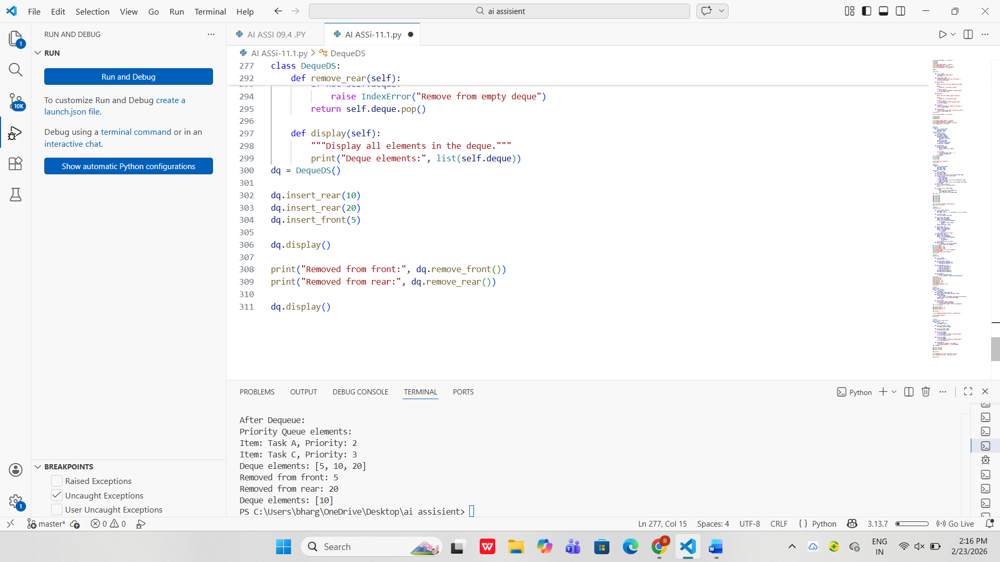 File Edit Selection View Go Run Terminal Help
ai assisient
RUN AND DEBUG
RUN
Run and Debug
To customize Run and Debug create a
launch.json file.
Debug using a terminal command or in an
interactive chat.
Show automatic Python configurations
BREAKPOINTS
Raised Exceptions
Uncaught Exceptions
User Uncaught Exceptions
1
10K
1
AI ASSI 09.4 .PY
AI ASSi-11.1.py
AI ASSi-11.1.py > DequeDS
277 class DequeDS:
292 def remove_rear(self):
294 raise IndexError("Remove from empty deque")
295 return self.deque.pop()
296
297 def display(self):
298 """Display all elements in the deque."""
299 print("Deque elements:", list(self.deque))
300 dq = DequeDS()
301
302 dq.insert_rear(10)
303 dq.insert_rear(20)
304 dq.insert_front(5)
305
306 dq.display()
307
308 print("Removed from front:", dq.remove_front())
309 print("Removed from rear:", dq.remove_rear())
310
311 dq.display()
PROBLEMS OUTPUT DEBUG CONSOLE TERMINAL PORTS
Python
After Dequeue:
Priority Queue elements:
Item: Task A, Priority: 2
Item: Task C, Priority: 3
Deque elements: [5, 10, 20]
Removed from front: 5
Removed from rear: 20
Deque elements: [10]
PS C:\Users\bharg\OneDrive\Desktop\ai assisient>
master* 0 0
Ln 277, Col 15 Spaces: 4 UTF-8 CRLF { } Python 3.13.7 Go Live
Search
ENG
IN
2:16 PM
2/23/2026